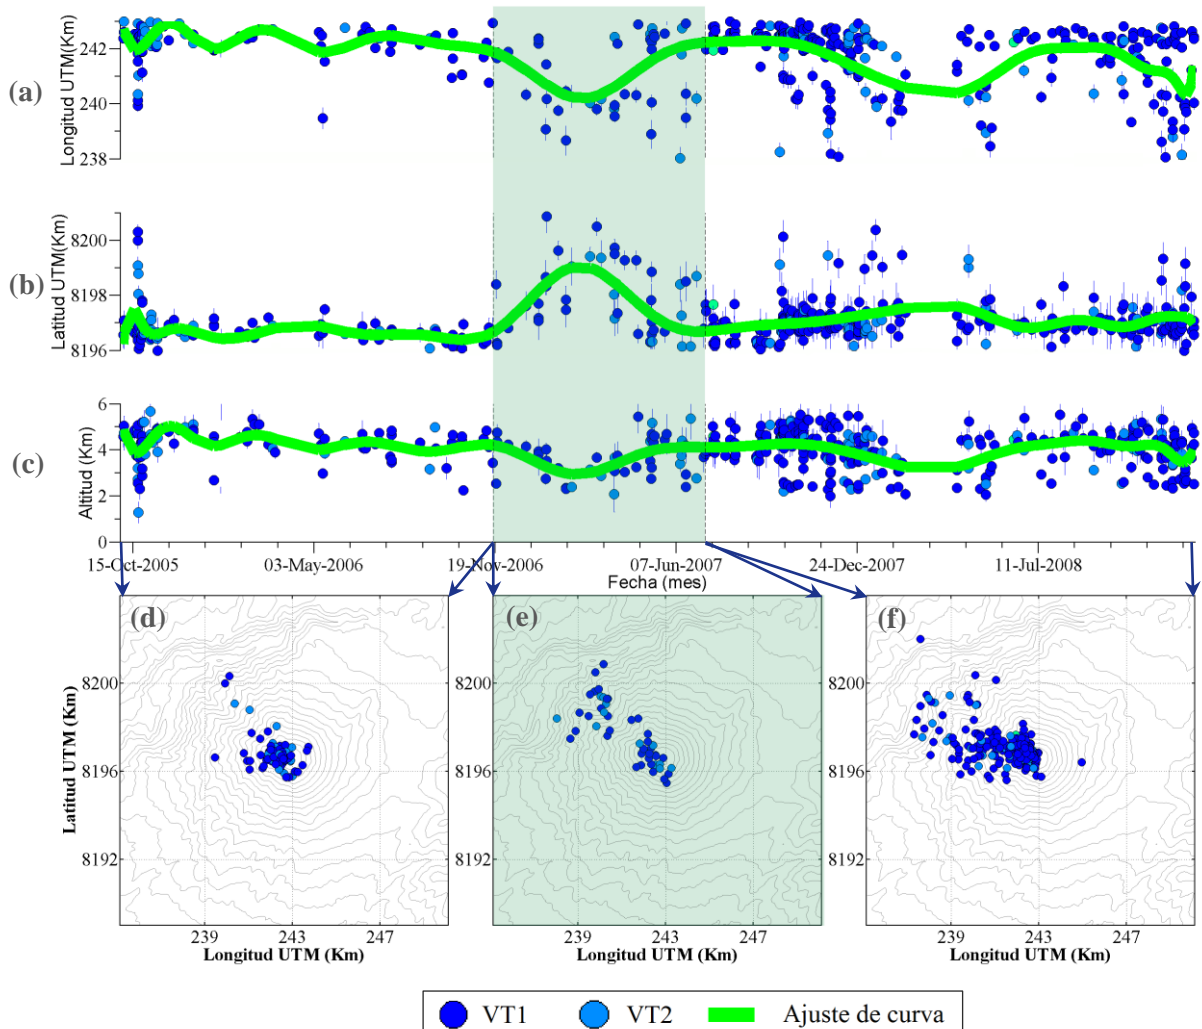 (a)
Longitud UTM(Km)
242
240
238
(b)
Latitud UTM(Km)
8200
8198
8196
(c)
Altitud (Km)
6
4
2
0
15-Oct-2005 03-May-2006 19-Nov-2006 07-Jun-2007 24-Dec-2007 11-Jul-2008
Fecha (mes)
(d) (e) (f)
Latitud UTM (Km)
8200 8200 8200
8196 8196 8196
8192 8192 8192
239 243 247 239 243 247 239 243 247
Longitud UTM (Km) Longitud UTM (Km) Longitud UTM (Km)
VT1 VT2 Ajuste de curva